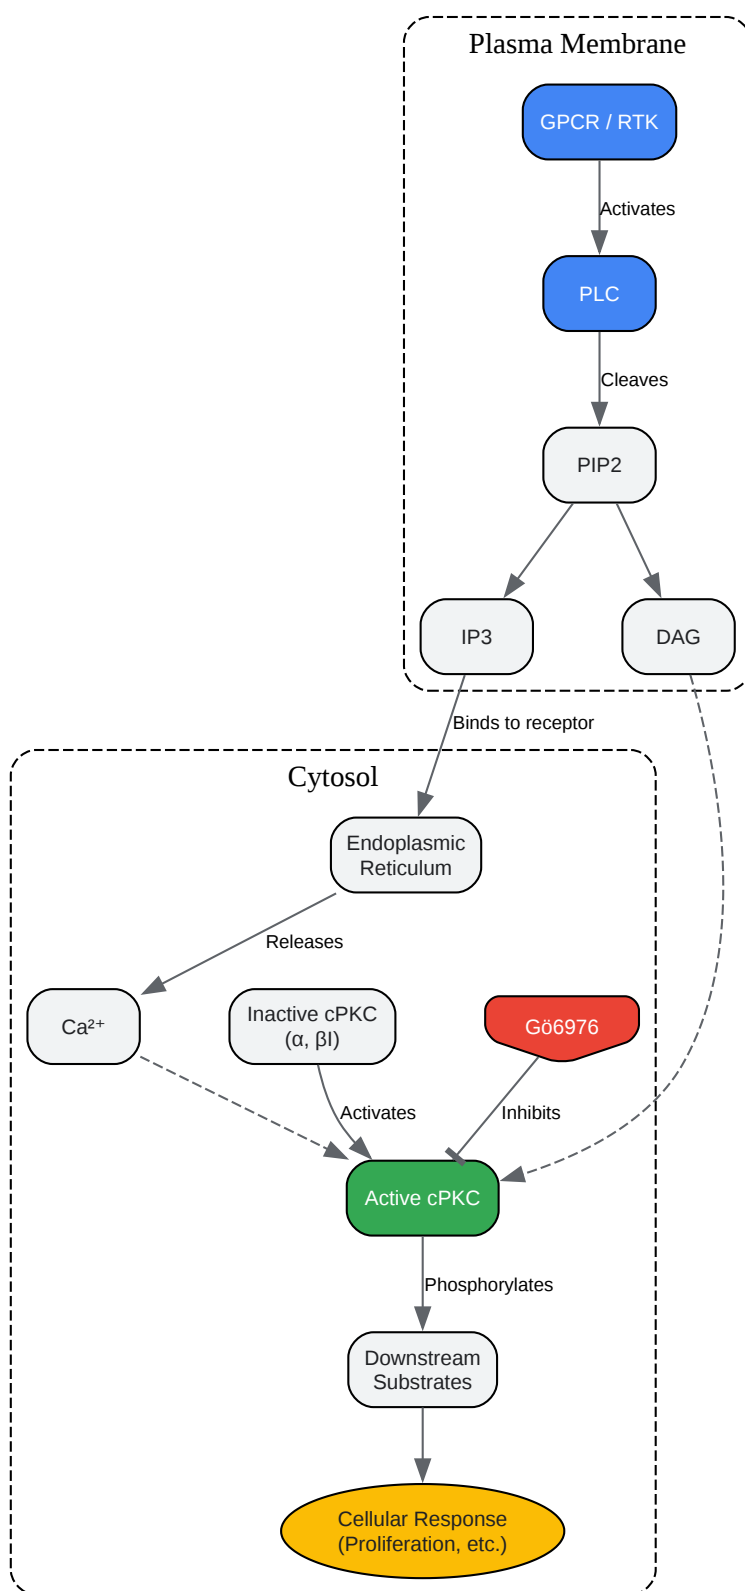 Plasma Membrane
GPCR / RTK
Activates
PLC
Cleaves
PIP2
IP3
DAG
Binds to receptor
Cytosol
Endoplasmic
Reticulum
Releases
Ca²⁺
Inactive cPKC
(α, βI)
Gö6976
Activates
Inhibits
Active cPKC
Phosphorylates
Downstream
Substrates
Cellular Response
(Proliferation, etc.)